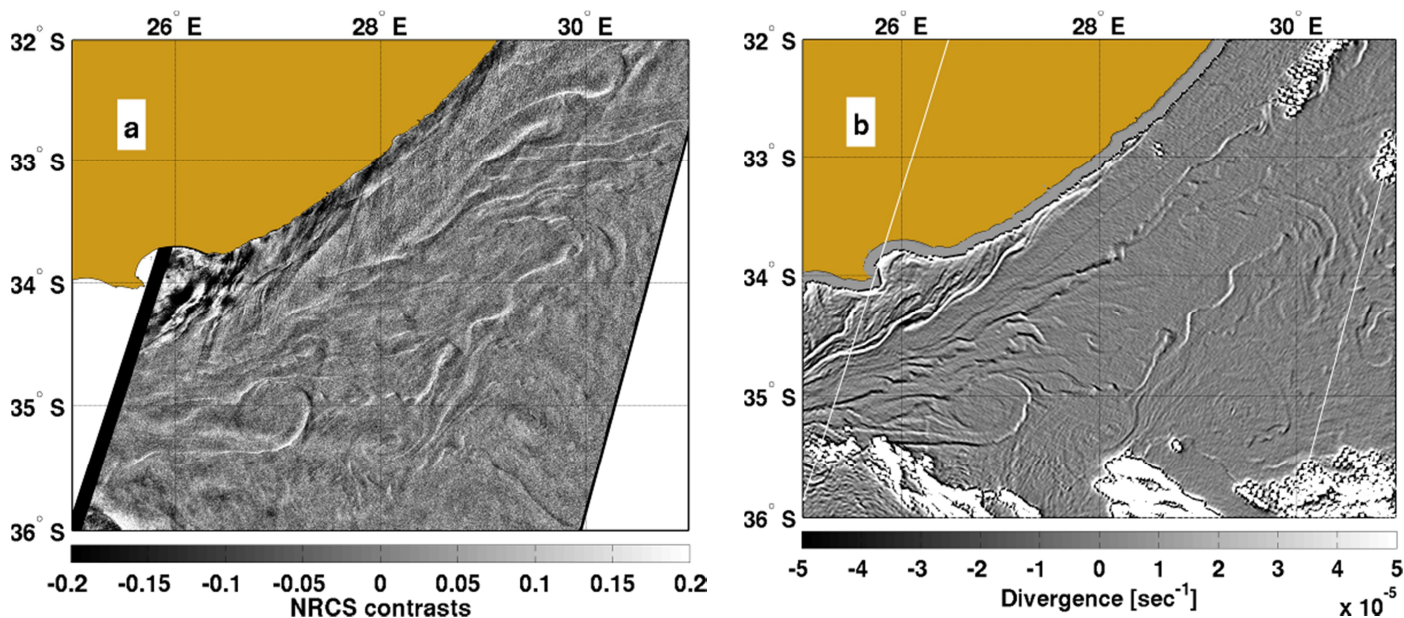 26° E 28° E 30° E
32° S
33° S
34° S
35° S
36° S
a
-0.2 -0.15 -0.1 -0.05 0 0.05 0.1 0.15 0.2
NRCS contrasts
26° E 28° E 30° E
32° S
33° S
34° S
35° S
36° S
b
-5 -4 -3 -2 -1 0 1 2 3 4 5
Divergence [sec⁻¹]
x 10⁻⁵